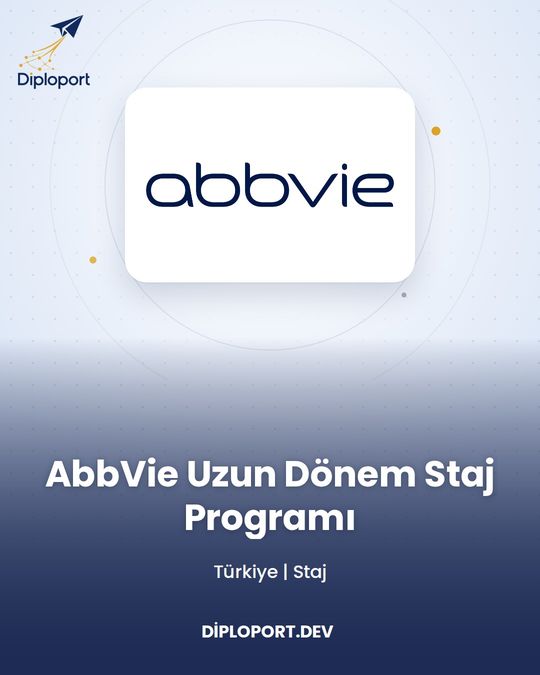 Diploport
abbvie
AbbVie Uzun Dönem Staj
Programı
Türkiye | Staj
DİPLOPORT.DEV